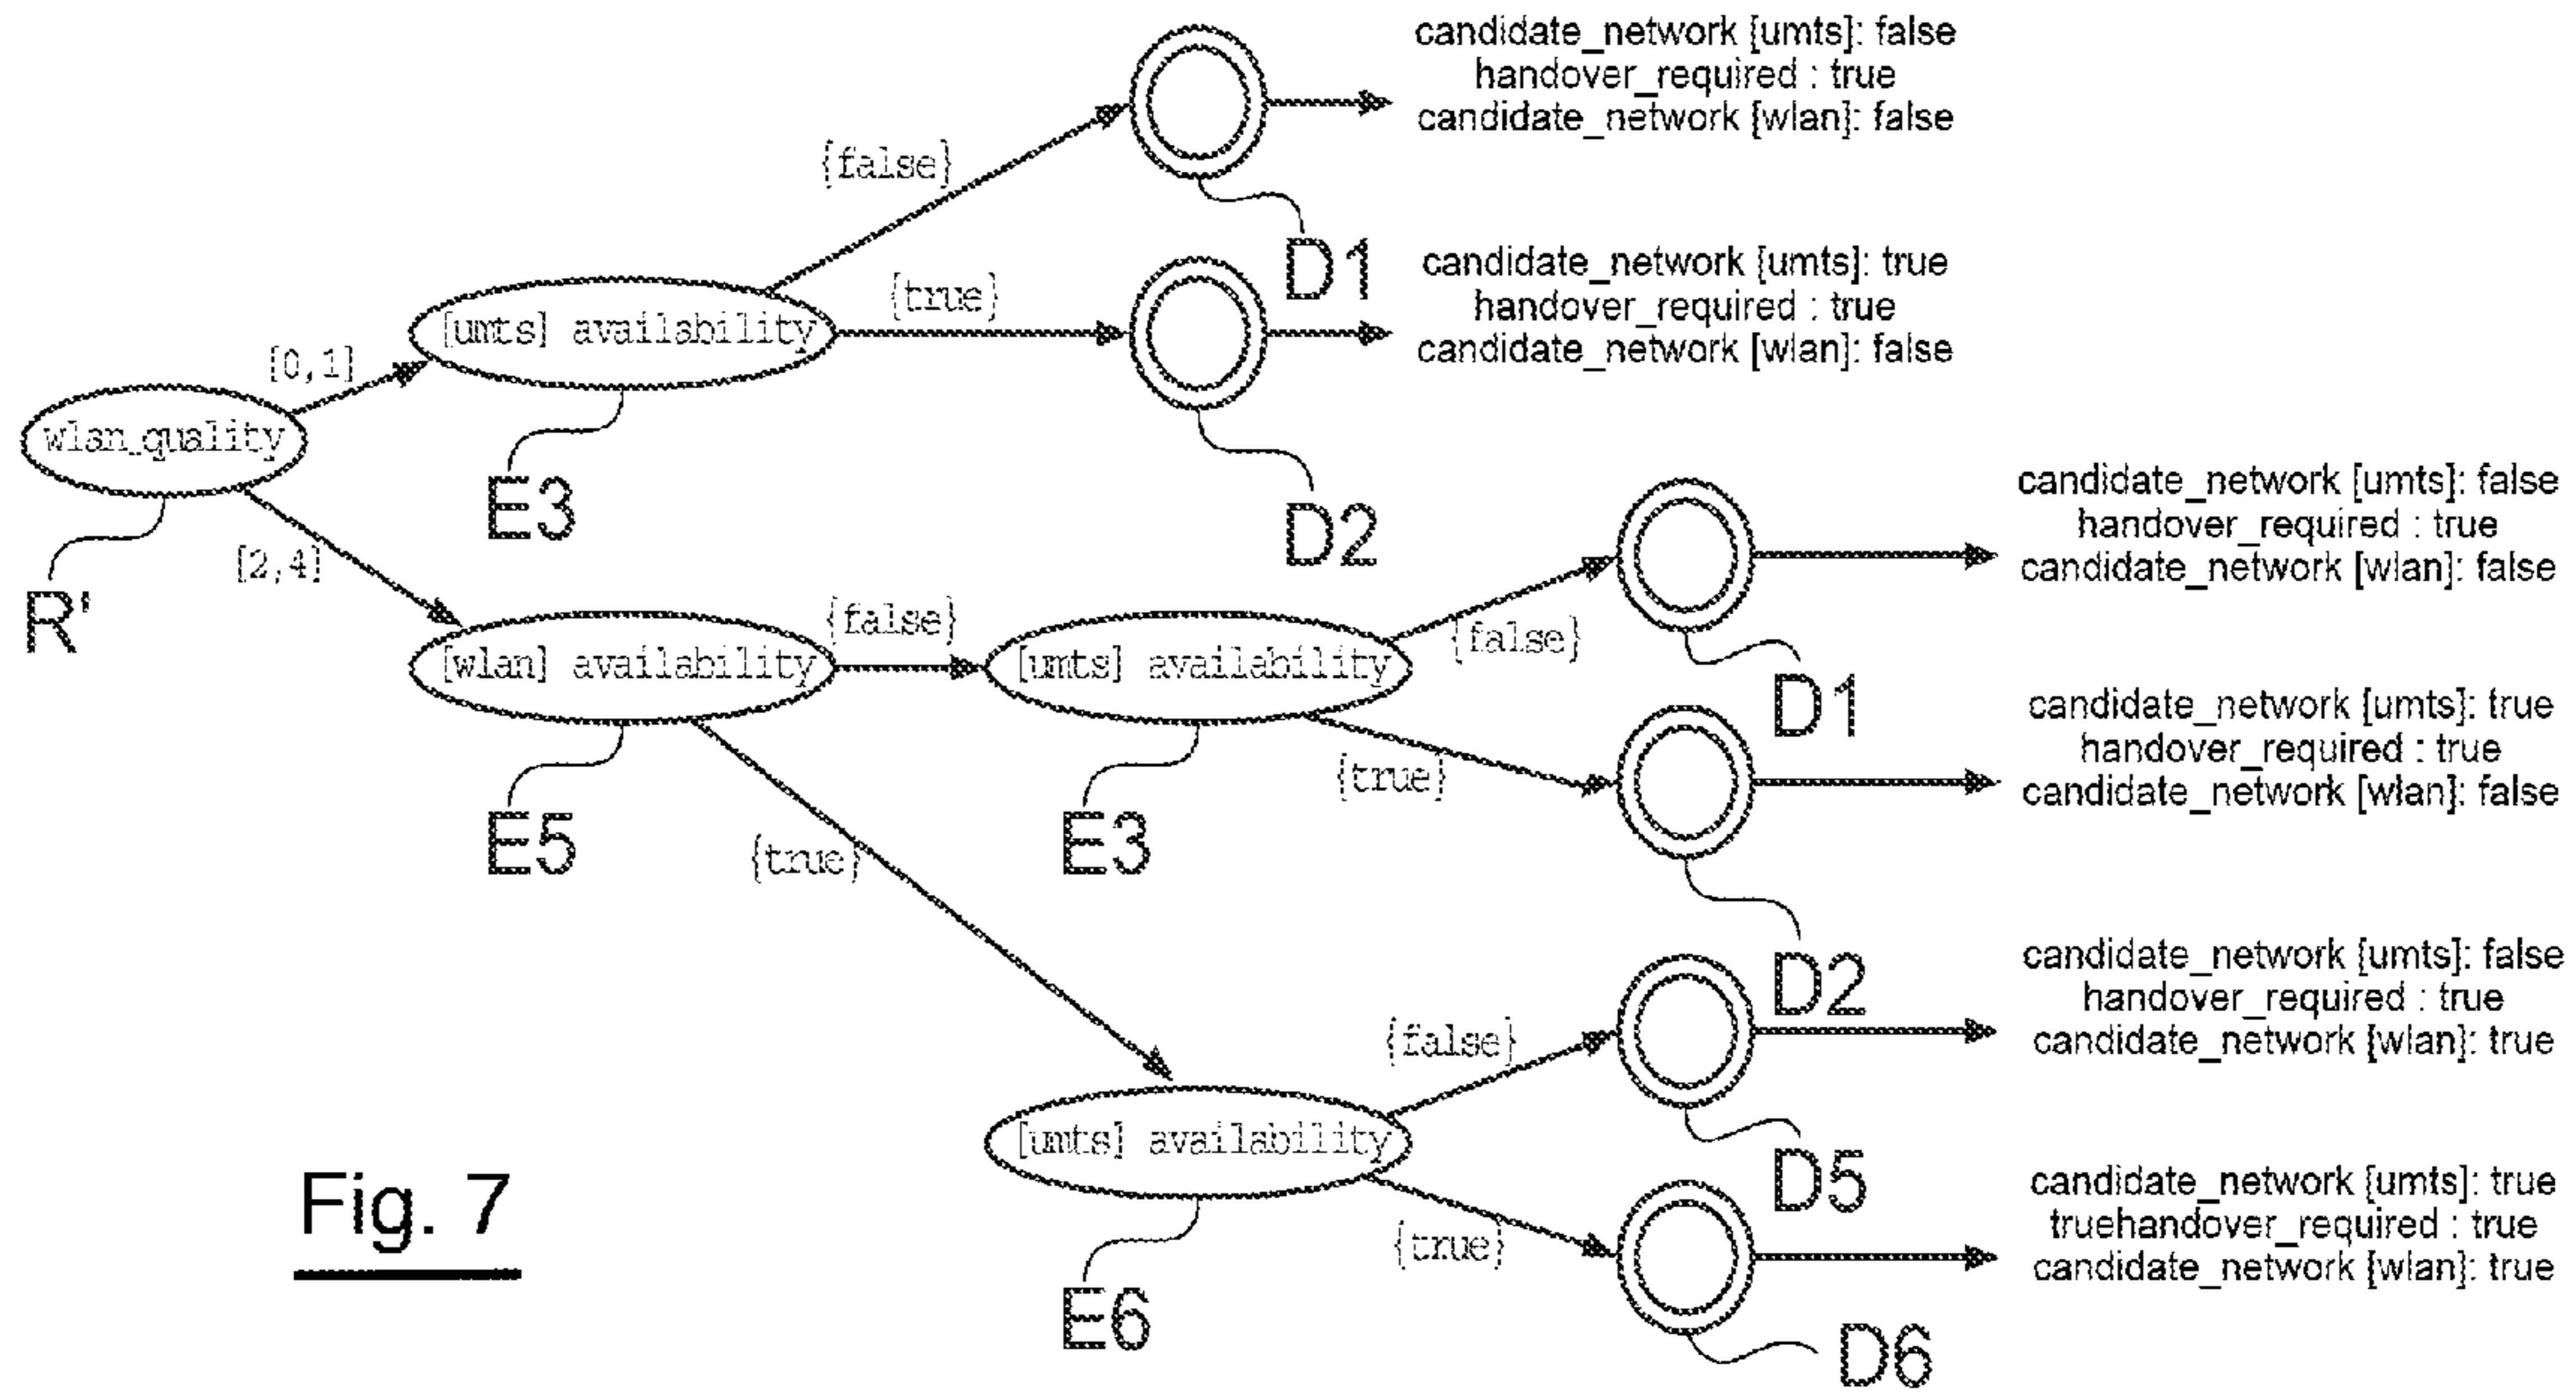 candidate_network [umts]: false
handover_required : true
candidate_network [wlan]: false
{false}
D1
candidate_network [umts]: true
handover_required : true
candidate_network [wlan]: false
{true}
[umts] availability
[0,1]
D2
E3
wlan_quality
R'
[2,4]
candidate_network [umts]: false
handover_required : true
candidate_network [wlan]: false
{false}
[wlan] availability
{false}
[umts] availability
D1
E5
E3
candidate_network [umts]: true
handover_required : true
candidate_network [wlan]: false
{true}
{true}
D2
candidate_network [umts]: false
handover_required : true
candidate_network [wlan]: true
{false}
D5
[umts] availability
E6
candidate_network [umts]: true
truehandover_required : true
candidate_network [wlan]: true
{true}
D6
Fig. 7